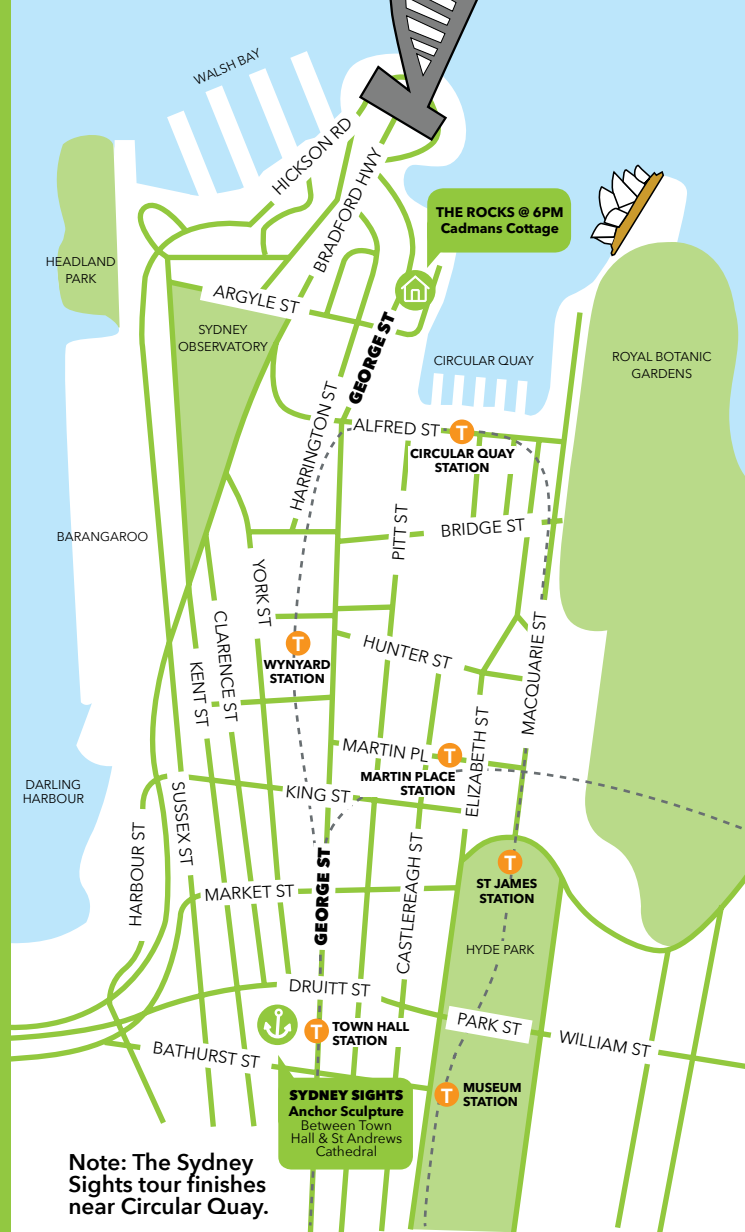 WALSH BAY
HICKSON RD
BRADFORD HWY
THE ROCKS @ 6PM
Cadmans Cottage
HEADLAND
PARK
ARGYLE ST
SYDNEY
OBSERVATORY
GEORGE ST
CIRCULAR QUAY
ROYAL BOTANIC
GARDENS
HARRINGTON ST
ALFRED ST
T
CIRCULAR QUAY
STATION
PITT ST
BRIDGE ST
BARANGAROO
YORK ST
CLARENCE ST
KENT ST
T
WYNYARD
STATION
HUNTER ST
MACQUARIE ST
ELIZABETH ST
MARTIN PL
T
MARTIN PLACE
STATION
DARLING
HARBOUR
KING ST
SUSSEX ST
HARBOUR ST
GEORGE ST
CASTLEREAGH ST
T
ST JAMES
STATION
MARKET ST
HYDE PARK
DRUITT ST
T
TOWN HALL
STATION
PARK ST
WILLIAM ST
BATHURST ST
T
MUSEUM
STATION
SYDNEY SIGHTS
Anchor Sculpture
Between Town
Hall & St Andrews
Cathedral
Note: The Sydney
Sights tour finishes
near Circular Quay.